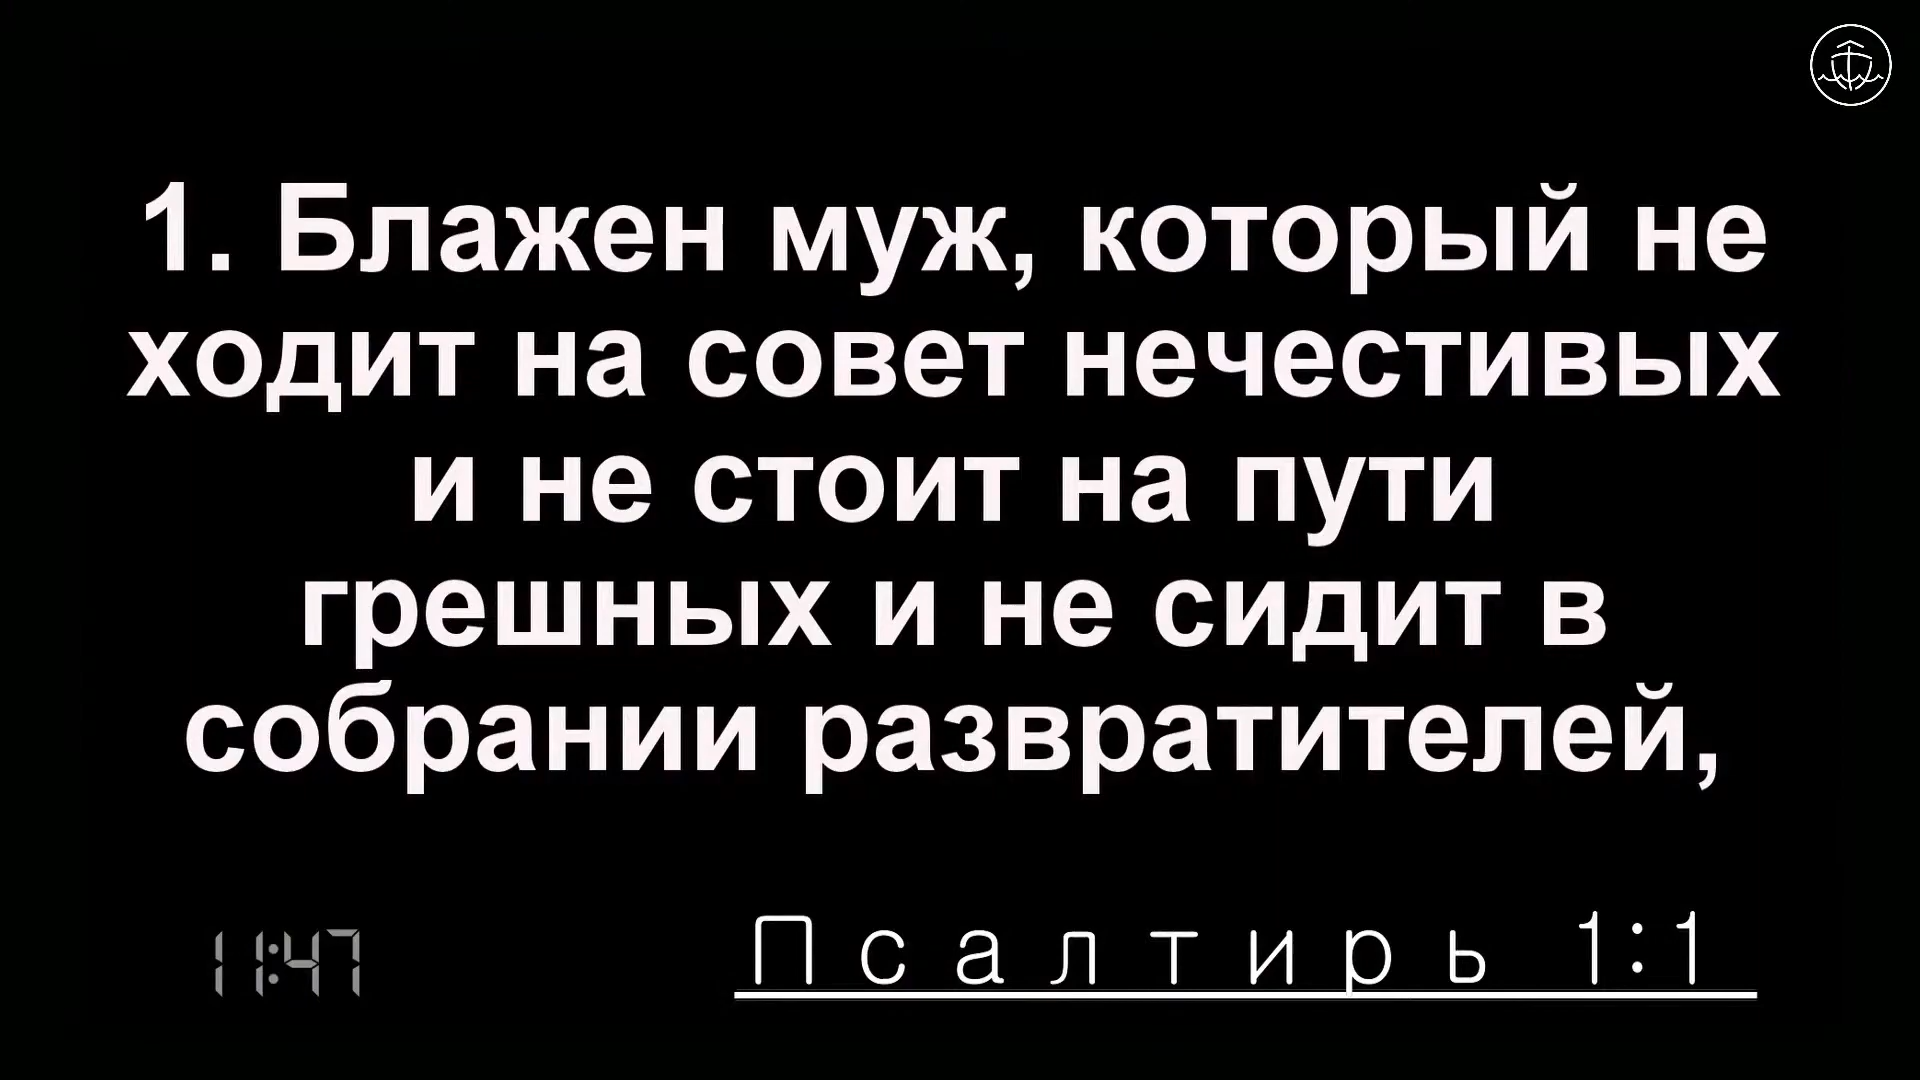 1. Блажен муж, который не
ходит на совет нечестивых
и не стоит на пути
грешных и не сидит в
собрании развратителей,
11:47
Псалтирь 1:1